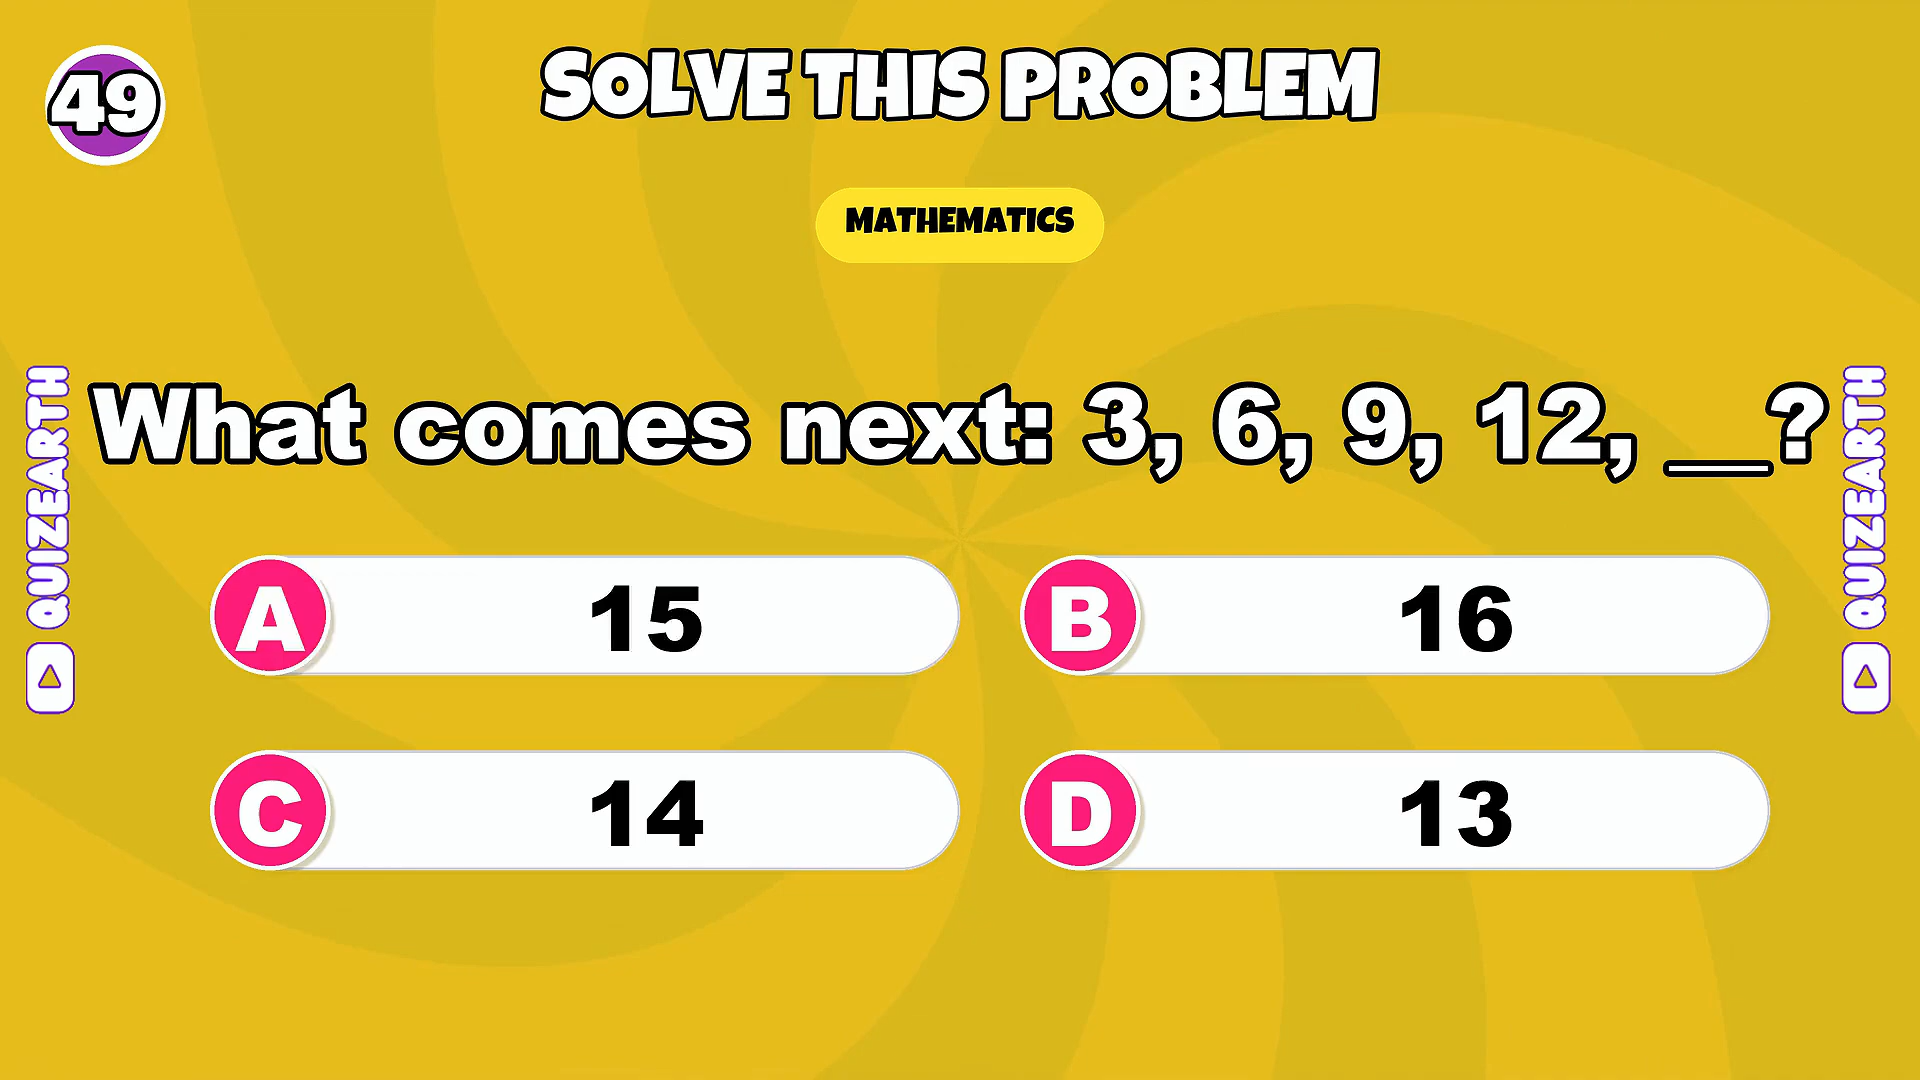 49
SOLVE THIS PROBLEM
MATHEMATICS
What comes next: 3, 6, 9, 12, __?
A 15
B 16
C 14
D 13
QUIZEARTH
QUIZEARTH